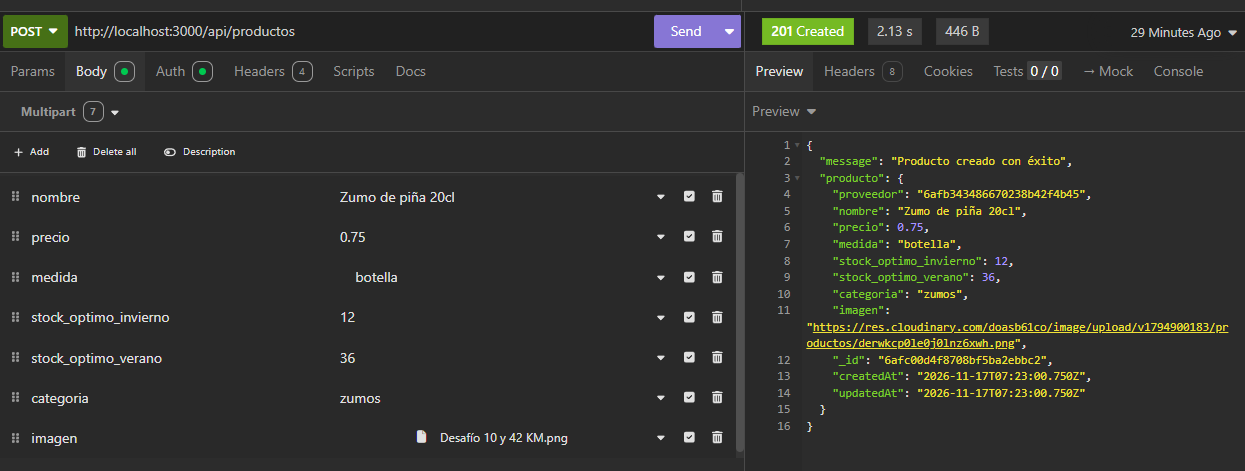 POST http://localhost:3000/api/productos Send
Params Body Auth Headers 4 Scripts Docs
Multipart 7
+ Add Delete all Description
nombre Zumo de piña 20cl
precio 0.75
medida botella
stock_optimo_invierno 12
stock_optimo_verano 36
categoria zumos
imagen Desafío 10 y 42 KM.png
201 Created 2.13 s 446 B 29 Minutes Ago
Preview Headers 8 Cookies Tests 0 / 0 → Mock Console
Preview
1 {
2 "message": "Producto creado con éxito",
3 "producto": {
4 "proveedor": "6afb343486670238b42f4b45",
5 "nombre": "Zumo de piña 20cl",
6 "precio": 0.75,
7 "medida": "botella",
8 "stock_optimo_invierno": 12,
9 "stock_optimo_verano": 36,
10 "categoria": "zumos",
11 "imagen":
"https://res.cloudinary.com/doasb61co/image/upload/v1794900183/
productos/derwkcp0le0j0lnz6xwh.png",
12 "_id": "6afc00d4f8708bf5ba2ebbc2",
13 "createdAt": "2026-11-17T07:23:00.750Z",
14 "updatedAt": "2026-11-17T07:23:00.750Z"
15 }
16 }